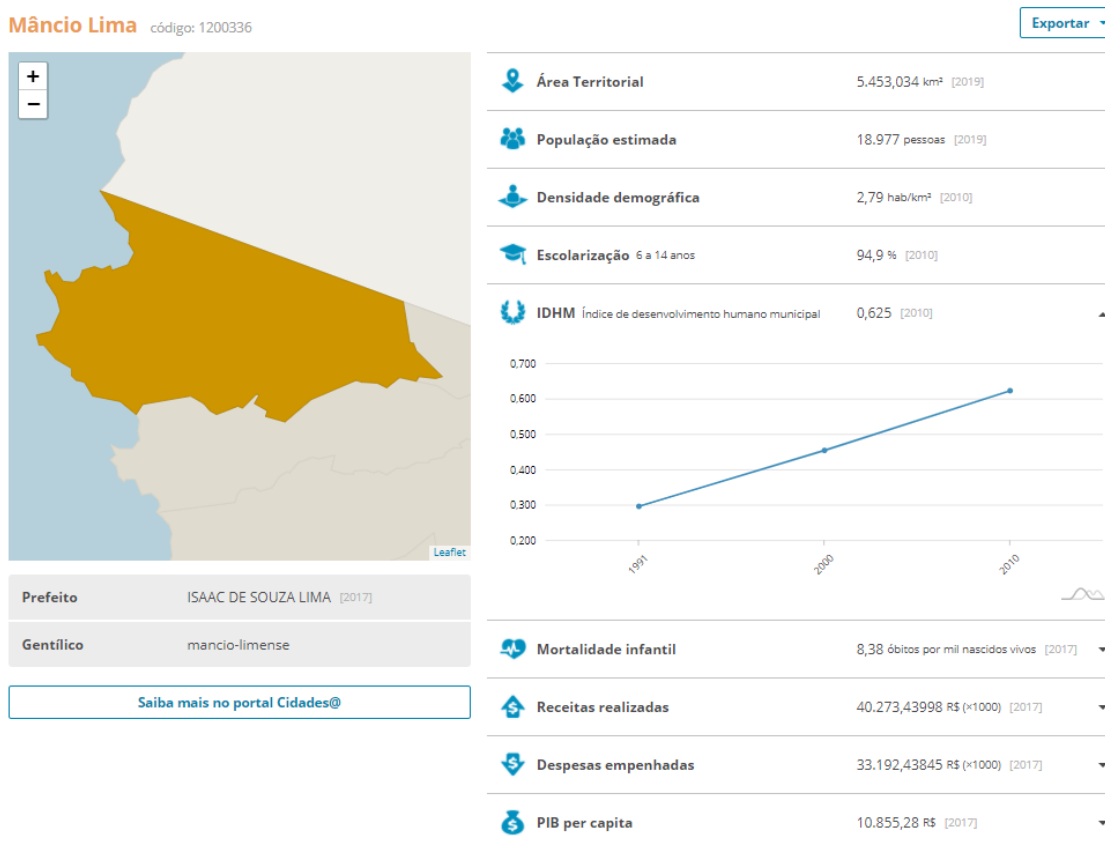 Mâncio Lima código: 1200336
Exportar
+
−
Leaflet
Prefeito ISAAC DE SOUZA LIMA [2017]
Gentílico mancio-limense
Saiba mais no portal Cidades@
Área Territorial 5.453,034 km² [2019]
População estimada 18.977 pessoas [2019]
Densidade demográfica 2,79 hab/km² [2010]
Escolarização 6 a 14 anos 94,9 % [2010]
IDHM Índice de desenvolvimento humano municipal 0,625 [2010]
0,700
0,600
0,500
0,400
0,300
0,200
1991 2000 2010
Mortalidade infantil 8,38 óbitos por mil nascidos vivos [2017]
Receitas realizadas 40.273,43998 R$ (×1000) [2017]
Despesas empenhadas 33.192,43845 R$ (×1000) [2017]
PIB per capita 10.855,28 R$ [2017]